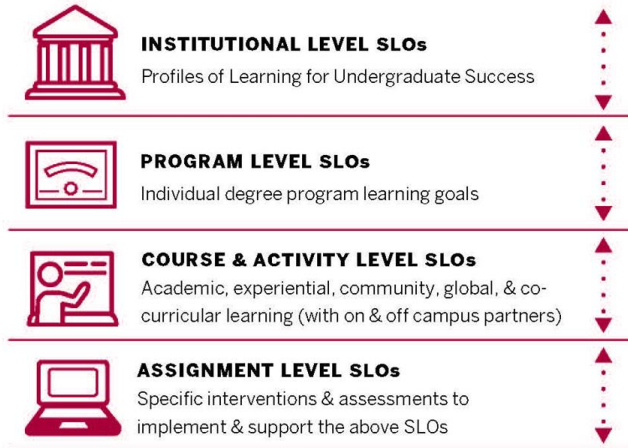 INSTITUTIONAL LEVEL SLOs
Profiles of Learning for Undergraduate Success
PROGRAM LEVEL SLOs
Individual degree program learning goals
COURSE & ACTIVITY LEVEL SLOs
Academic, experiential, community, global, & co-
curricular learning (with on & off campus partners)
ASSIGNMENT LEVEL SLOs
Specific interventions & assessments to
implement & support the above SLOs